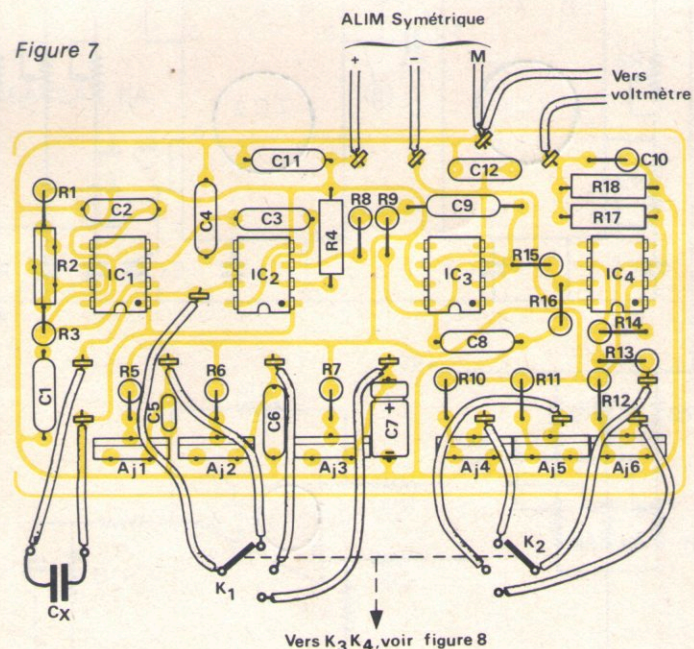 ALIM Symétrique
Figure 7
+ − M
Vers
voltmètre
R1
C2
C4
C11
C3
R4
R8 R9
C9
C12
C10
R18
R17
R2
IC1
IC2
IC3
R15
IC4
R16
R3
C8
R14
R13
C1
R5
C5
R6
C6
R7
+
C7
R10
R11
R12
Aj1
Aj2
Aj3
Aj4
Aj5
Aj6
K1
K2
Cx
Vers K3K4, voir figure 8